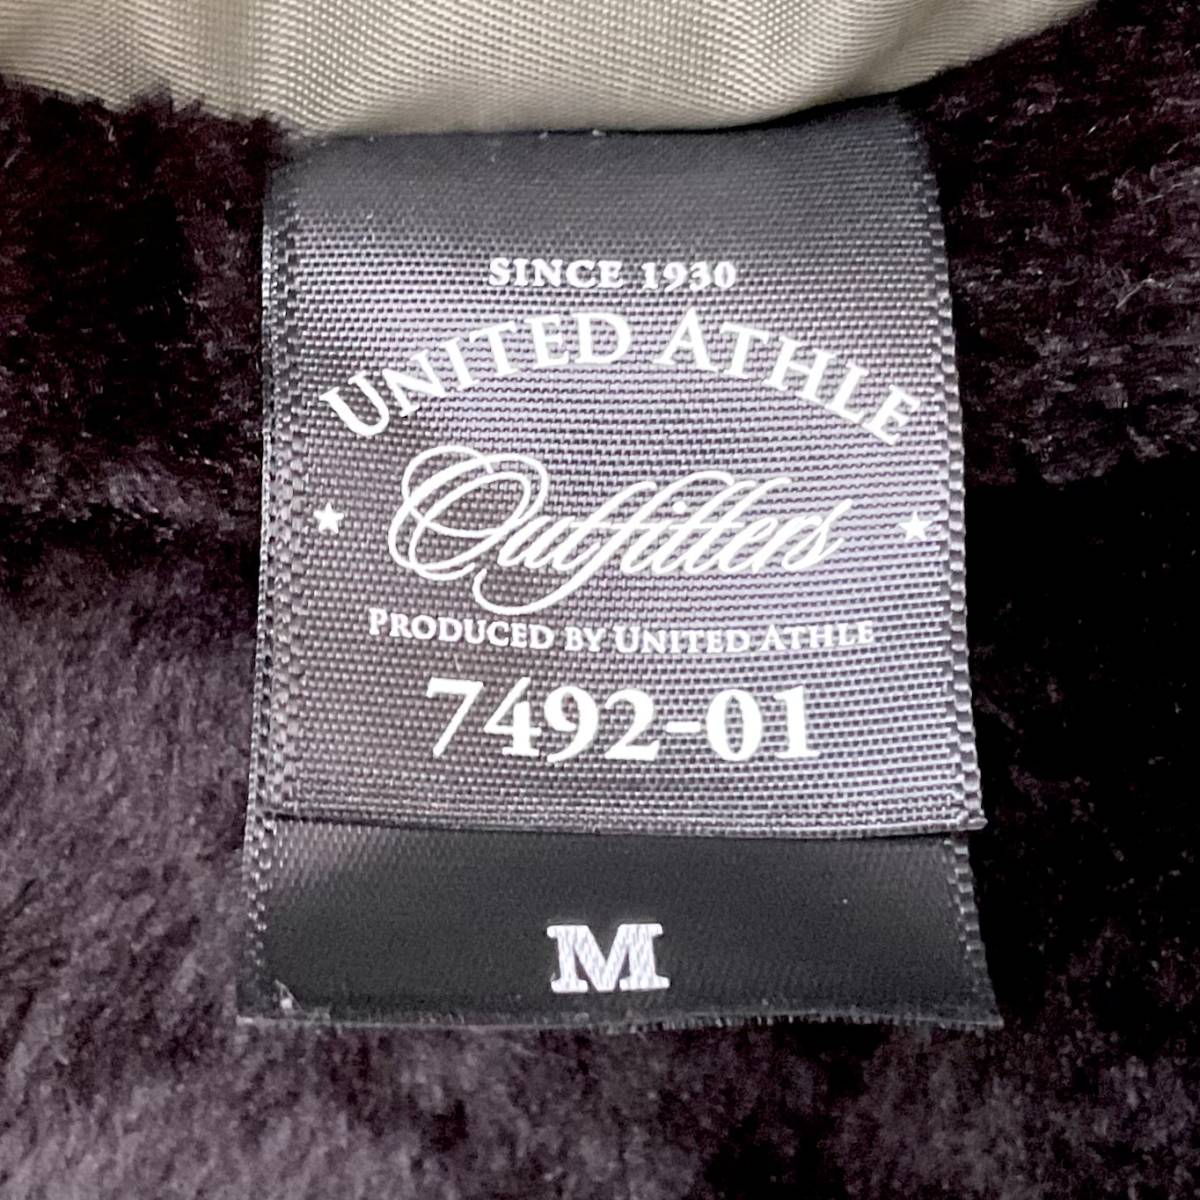 SINCE 1930
UNITED ATHLE
Outfitters
PRODUCED BY UNITED ATHLE
7492-01
M